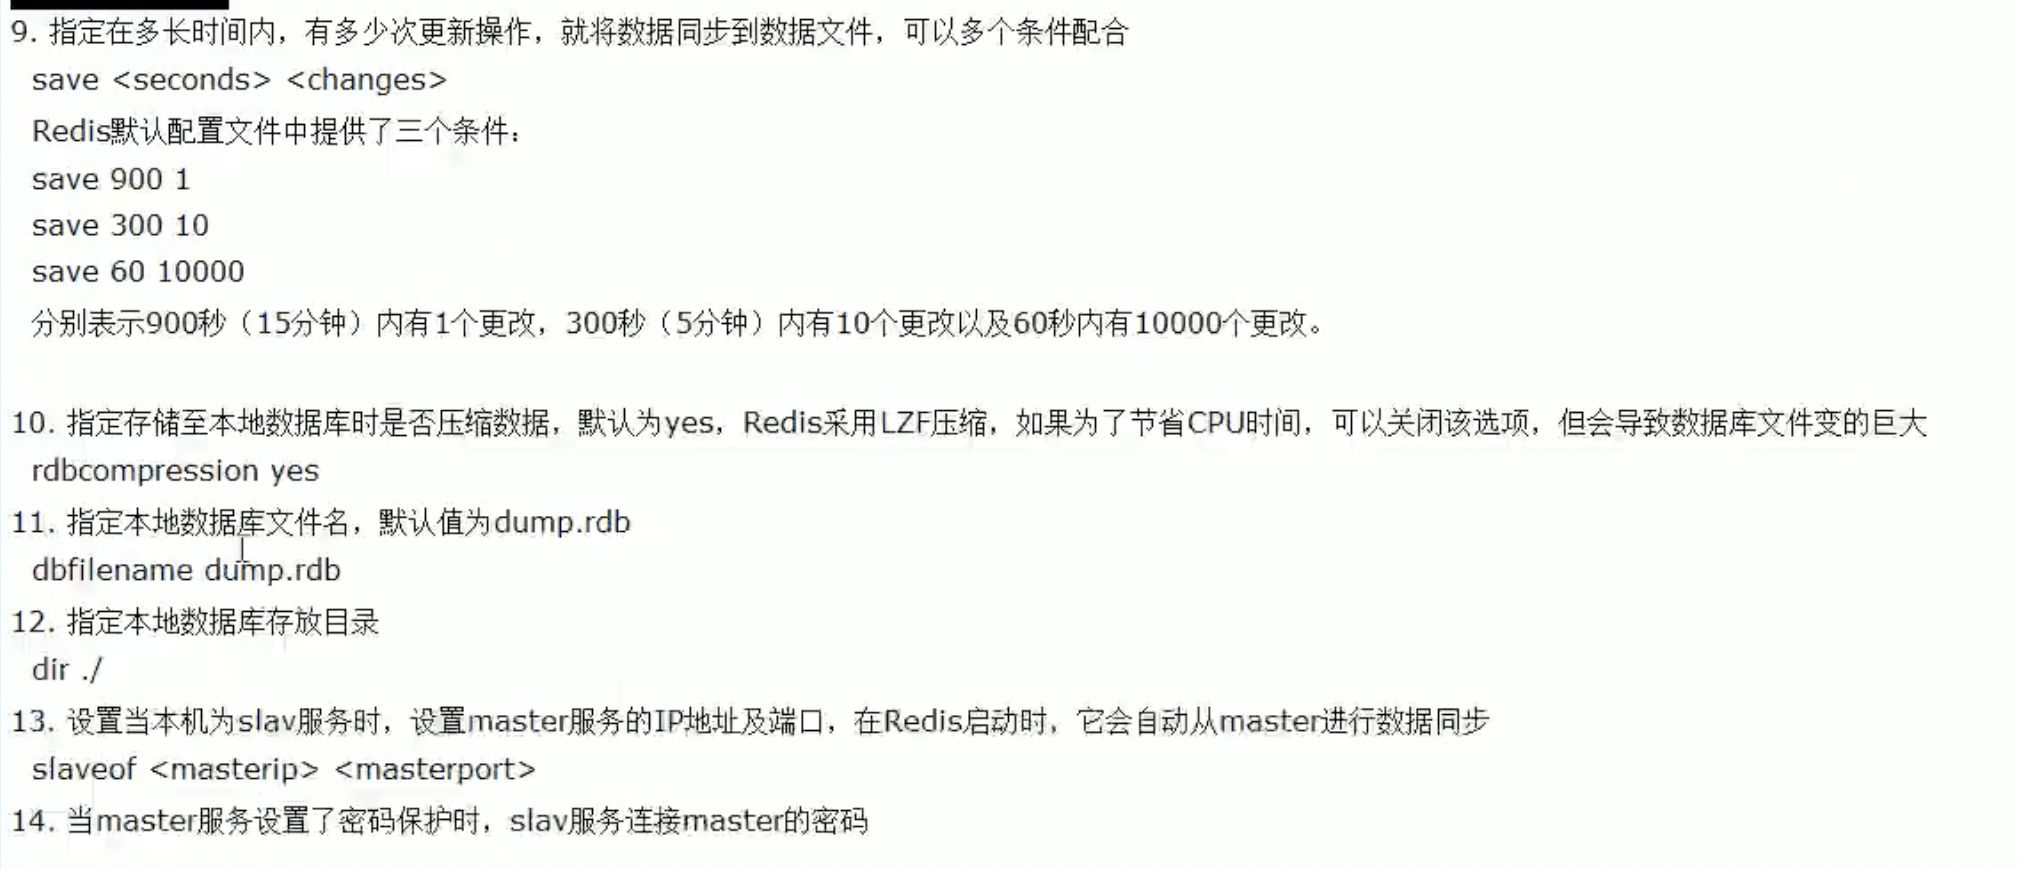 9. 指定在多长时间内，有多少次更新操作，就将数据同步到数据文件，可以多个条件配合
save <seconds> <changes>
Redis默认配置文件中提供了三个条件：
save 900 1
save 300 10
save 60 10000
分别表示900秒（15分钟）内有1个更改，300秒（5分钟）内有10个更改以及60秒内有10000个更改。
10. 指定存储至本地数据库时是否压缩数据，默认为yes，Redis采用LZF压缩，如果为了节省CPU时间，可以关闭该选项，但会导致数据库文件变的巨大
rdbcompression yes
11. 指定本地数据库文件名，默认值为dump.rdb
dbfilename dump.rdb
12. 指定本地数据库存放目录
dir ./
13. 设置当本机为slav服务时，设置master服务的IP地址及端口，在Redis启动时，它会自动从master进行数据同步
slaveof <masterip> <masterport>
14. 当master服务设置了密码保护时，slav服务连接master的密码